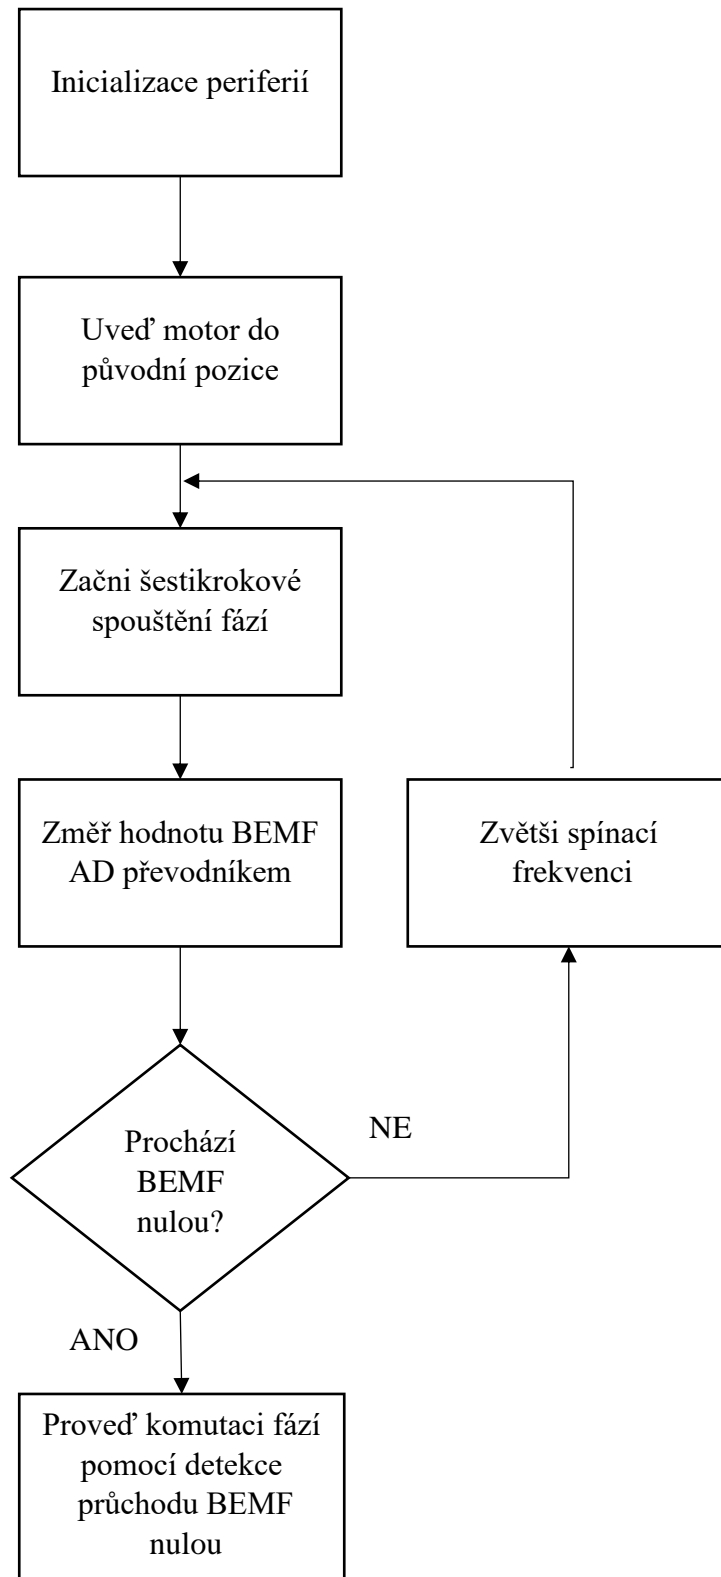 Inicializace periferií
Uveď motor do
původní pozice
Začni šestikrokové
spouštění fází
Změř hodnotu BEMF
AD převodníkem
Zvětši spínací
frekvenci
Prochází
BEMF
nulou?
NE
ANO
Proveď komutaci fází
pomocí detekce
průchodu BEMF
nulou